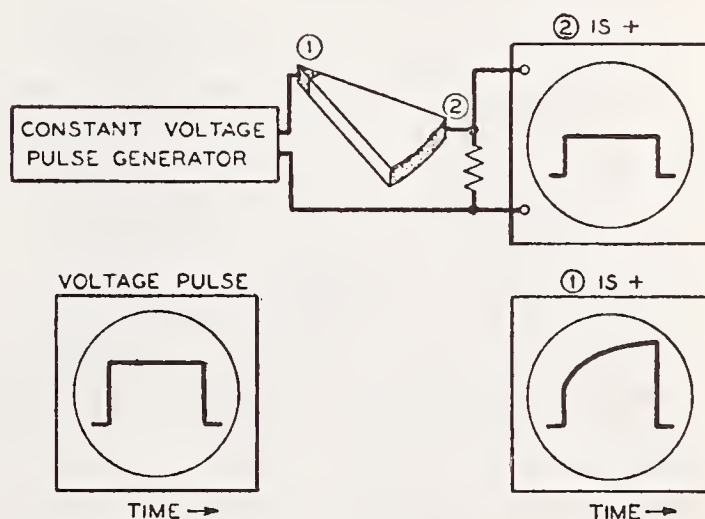 ② IS +
①
②
CONSTANT VOLTAGE
PULSE GENERATOR
VOLTAGE PULSE
① IS +
TIME →
TIME →